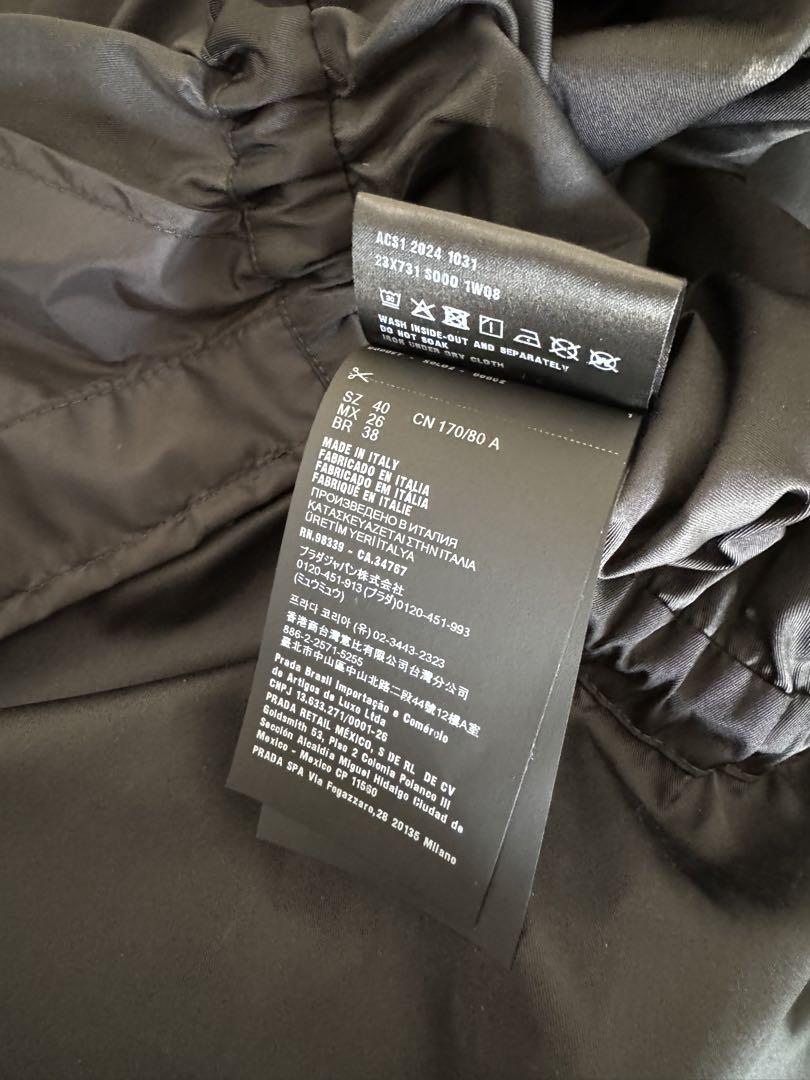 ACS1 2024 1031
23X731 S000 1WQ8
WASH INSIDE-OUT AND SEPARATELY
DO NOT SOAK
IRON UNDER DRY CLOTH
SZ 40
MX 26
BR 38
CN 170/80 A
MADE IN ITALY
FABRICADO EN ITALIA
FABRICADO EM ITÁLIA
FABRIQUÉ EN ITALIE
ПРОИЗВЕДЕНО В ИТАЛИЯ
ΚΑΤΑΣΚΕΥΑΖΕΤΑΙ ΣΤΗΝ ΙΤΑΛΙΑ
ÜRETİM YERİ İTALYA
RN.98339 - CA.34767
プラダジャパン株式会社
0120-451-913 (プラダ)0120-451-993
(ミュウミュウ)
프라다 코리아 (유) 02-3443-2323
香港商台灣意比有限公司台灣分公司
886-2-2571-5255
臺北市中山區中山北路二段44號12樓A室
Prada Brasil Importação e Comércio
de Artigos de Luxo Ltda
CNPJ 13.633.271/0001-26
PRADA RETAIL MÉXICO, S DE RL DE CV
Goldsmith 53, Piso 2 Colonia Polanco III
Sección Alcaldía Miguel Hidalgo Ciudad de
Mexico - Mexico CP 11560
PRADA SPA Via Fogazzaro,28 20135 Milano